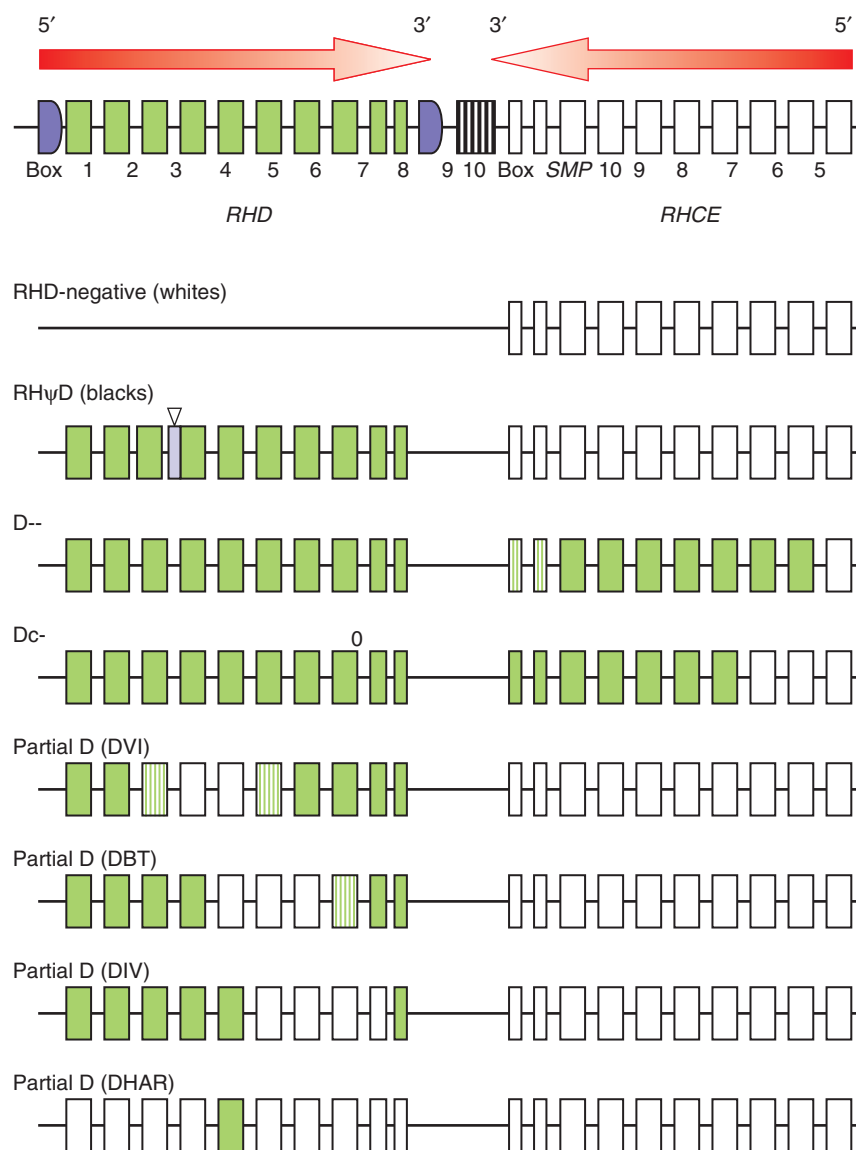 5′ 3′ 3′ 5′
Box 1 2 3 4 5 6 7 8 9 10 Box SMP 10 9 8 7 6 5
RHD RHCE
RHD-negative (whites)
RHψD (blacks)
D--
Dc-
0
Partial D (DVI)
Partial D (DBT)
Partial D (DIV)
Partial D (DHAR)